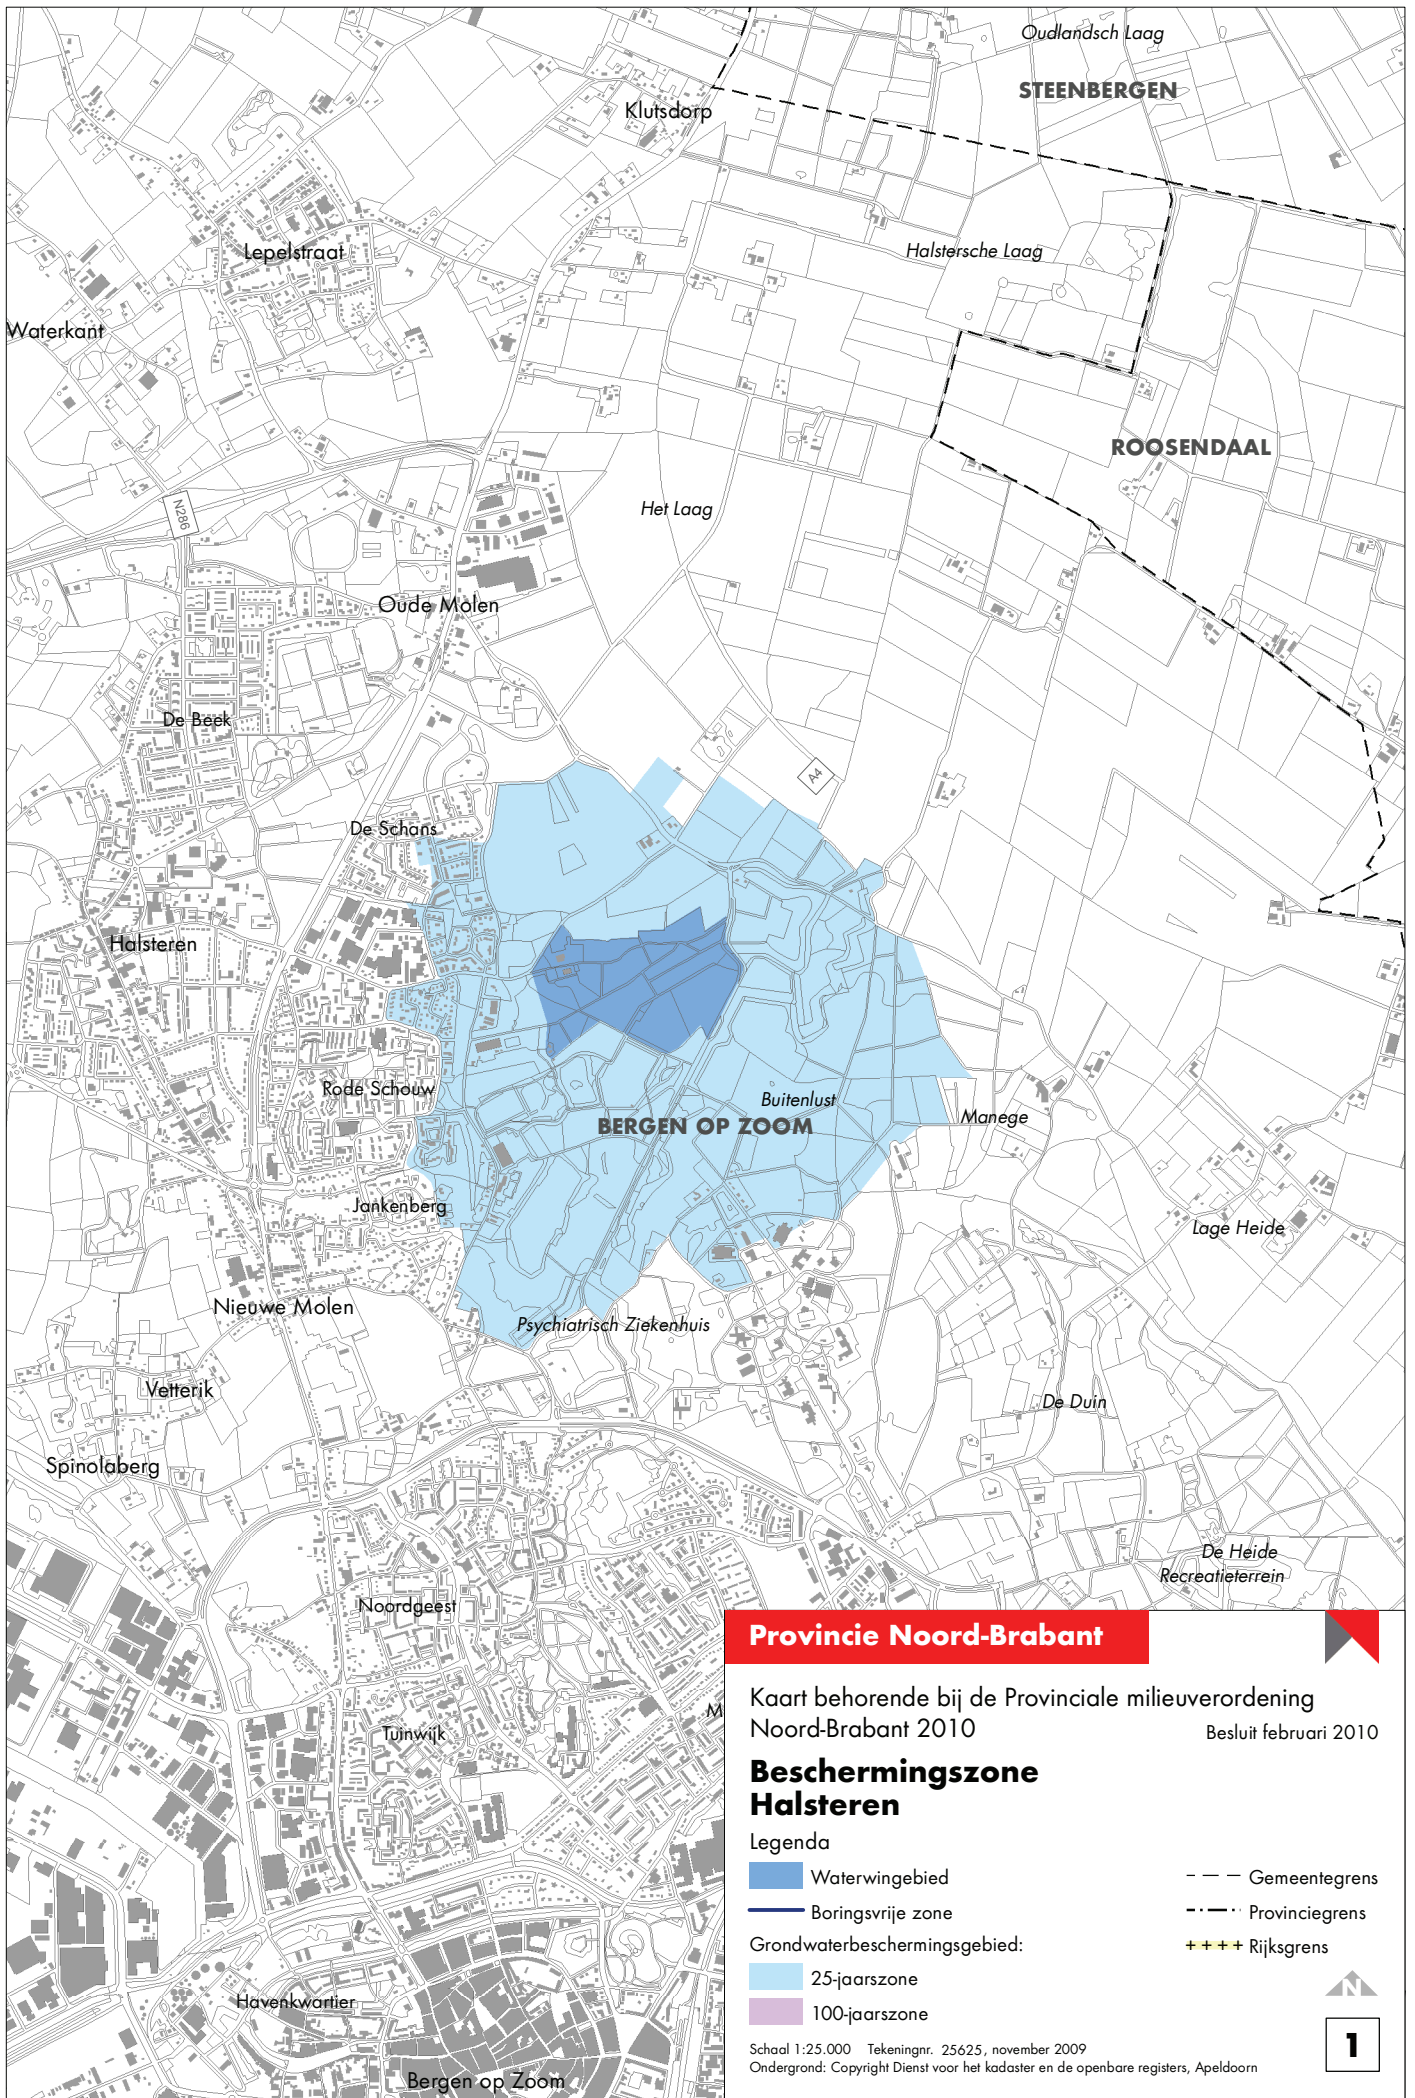 Oudlandsch Laag
STEENBERGEN
Klutsdorp
Lepelstraat
Halstersche Laag
Waterkant
ROOSENDAAL
N286
Het Laag
Oude Molen
De Beek
A4
De Schans
Halsteren
Rode Schouw
Buitenlust
BERGEN OP ZOOM
Manege
Jankenberg
Lage Heide
Nieuwe Molen
Psychiatrisch Ziekenhuis
Vetterik
De Duin
Spinolaberg
De Heide
Recreatieterrein
Noordgeest
M
Tuinwijk
Havenkwartier
Bergen op Zoom
Provincie Noord-Brabant
Kaart behorende bij de Provinciale milieuverordening
Noord-Brabant 2010
Besluit februari 2010
Beschermingszone
Halsteren
Legenda
Waterwingebied
Gemeentegrens
Boringsvrije zone
Provinciegrens
Grondwaterbeschermingsgebied:
++++ Rijksgrens
25-jaarszone
N
100-jaarszone
1
Schaal 1:25.000 Tekeningnr. 25625, november 2009
Ondergrond: Copyright Dienst voor het kadaster en de openbare registers, Apeldoorn